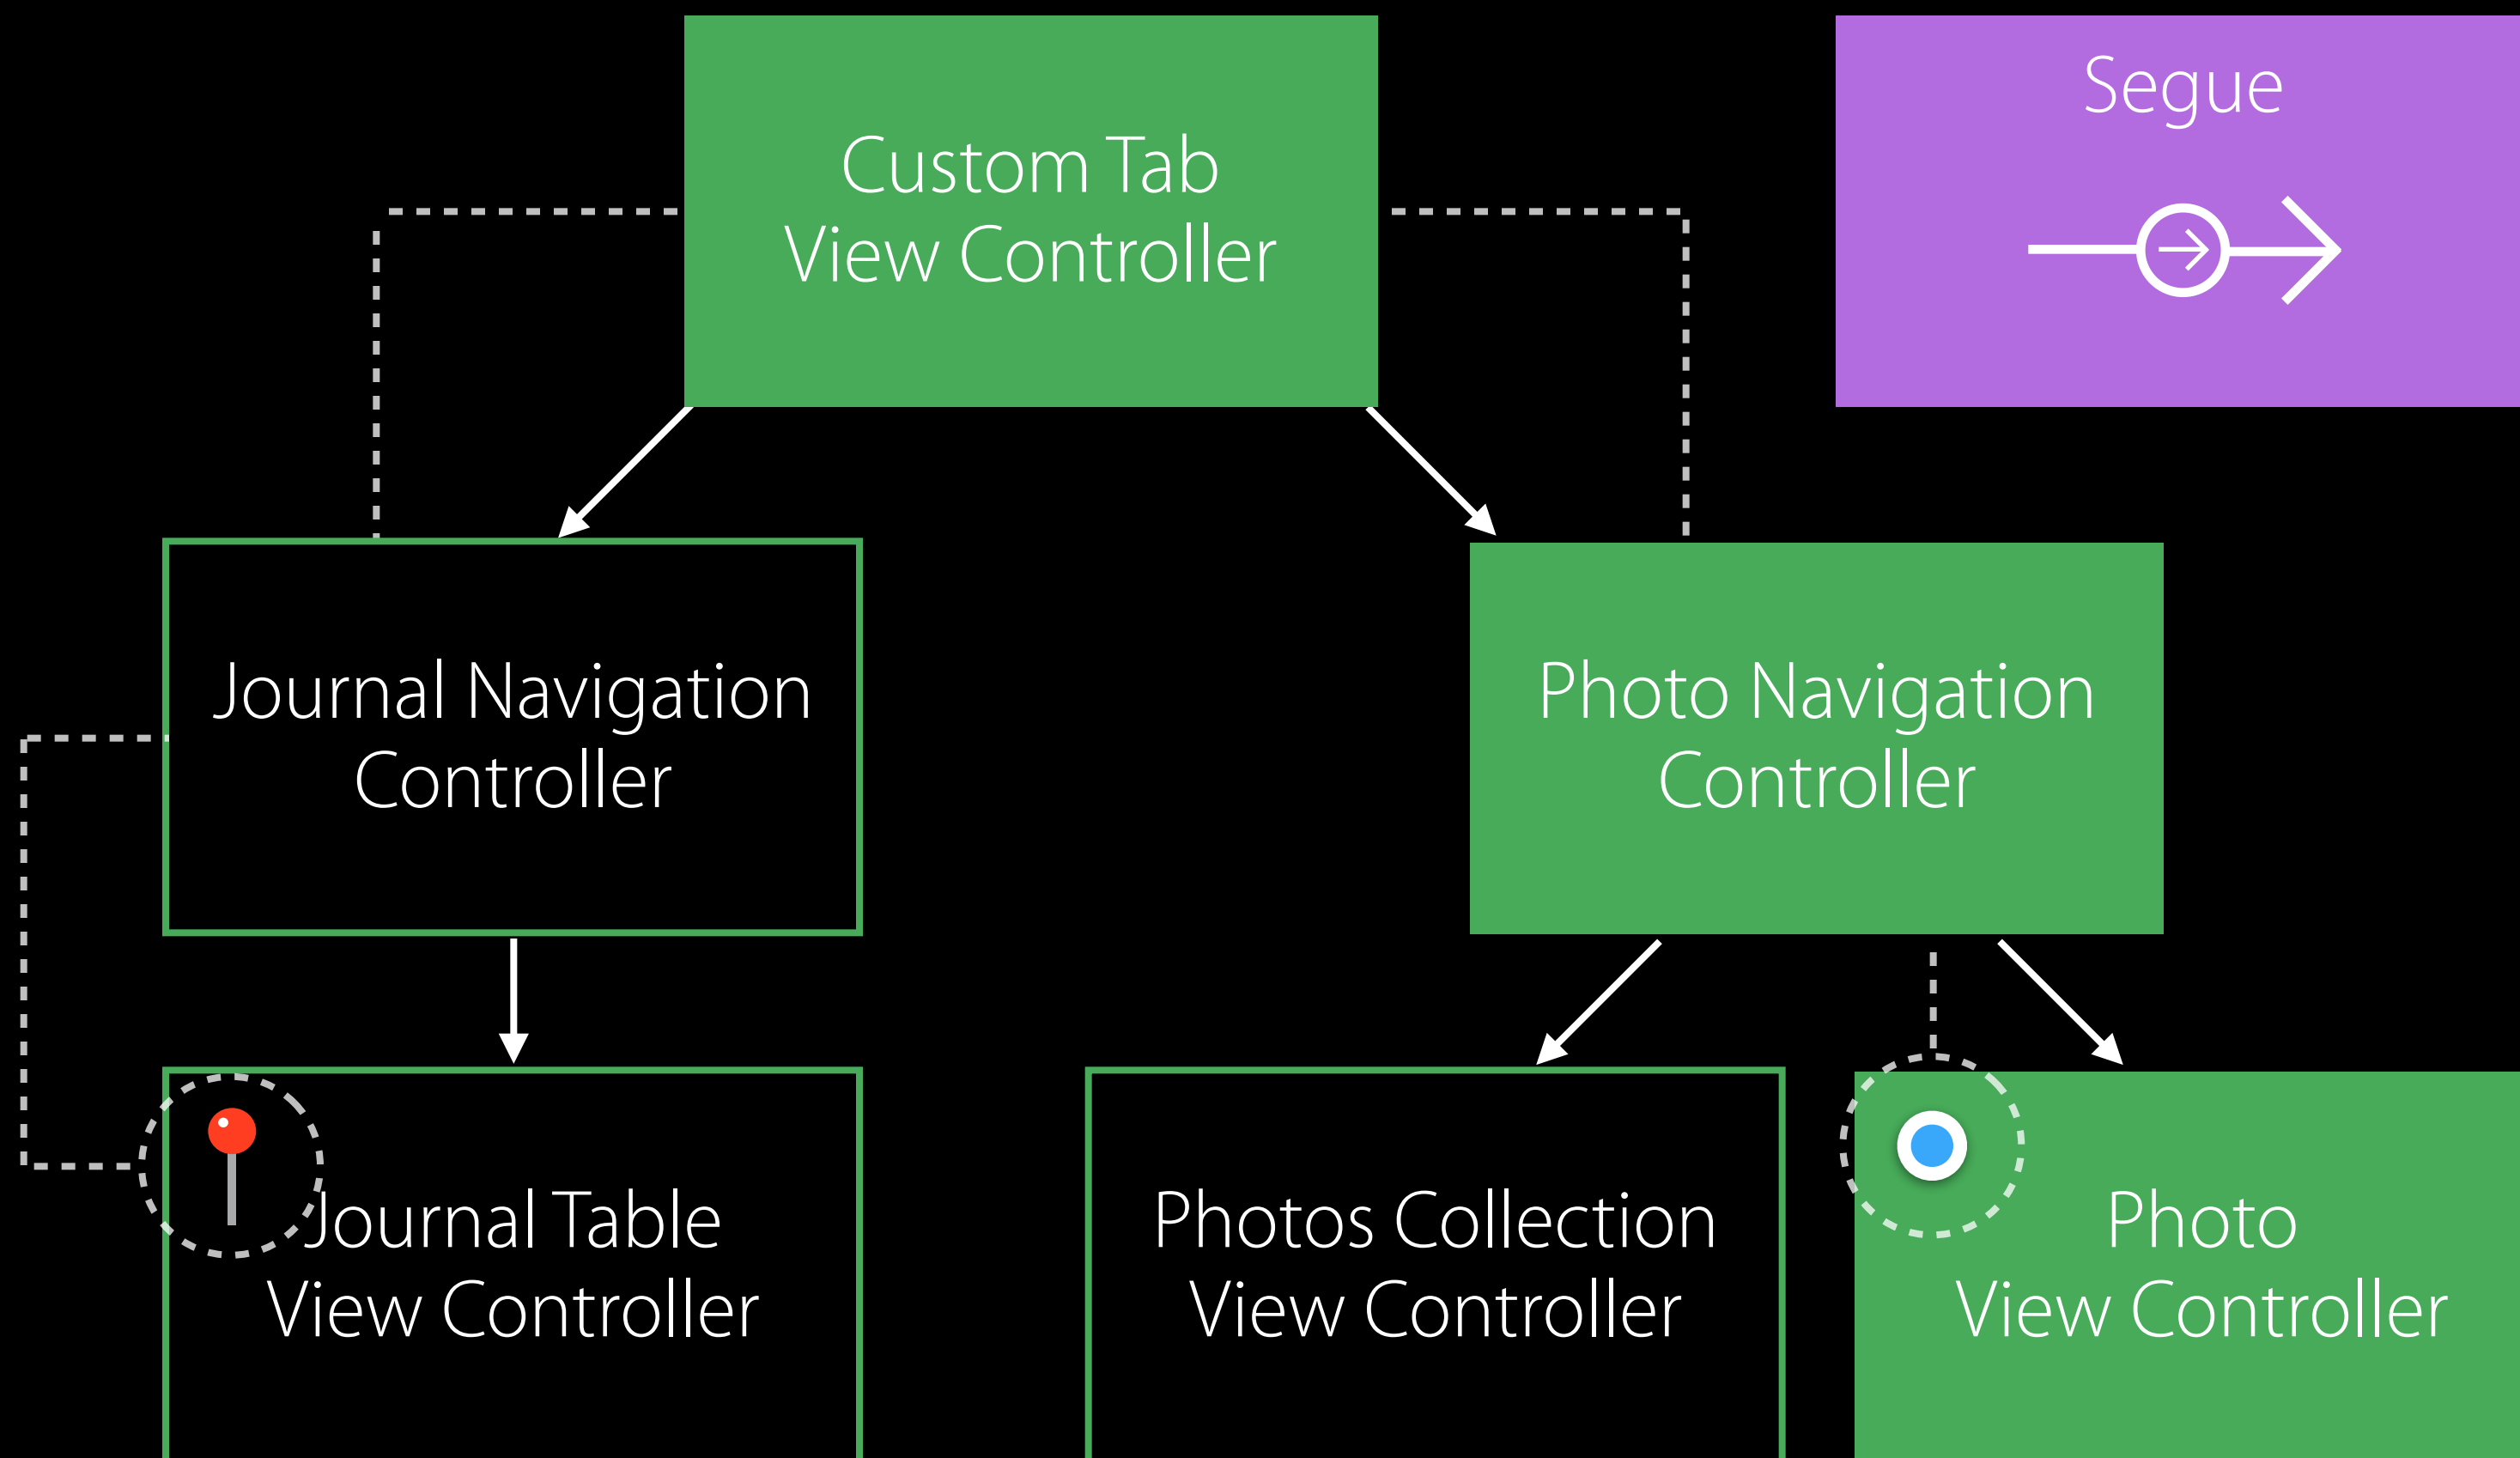 Custom Tab
View Controller
Segue
Journal Navigation
Controller
Photo Navigation
Controller
Journal Table
View Controller
Photos Collection
View Controller
Photo
View Controller